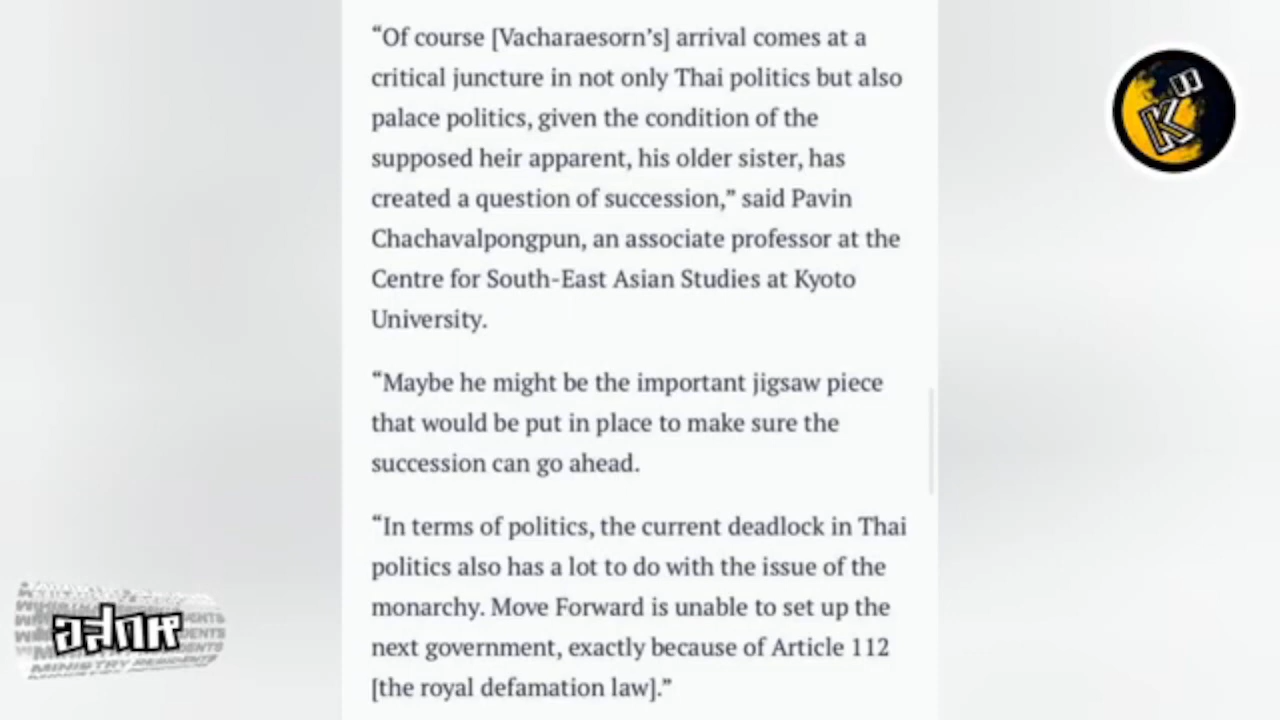 “Of course [Vacharaesorn’s] arrival comes at a
critical juncture in not only Thai politics but also
palace politics, given the condition of the
supposed heir apparent, his older sister, has
created a question of succession,” said Pavin
Chachavalpongpun, an associate professor at the
Centre for South-East Asian Studies at Kyoto
University.
“Maybe he might be the important jigsaw piece
that would be put in place to make sure the
succession can go ahead.
“In terms of politics, the current deadlock in Thai
politics also has a lot to do with the issue of the
monarchy. Move Forward is unable to set up the
next government, exactly because of Article 112
[the royal defamation law].”
K
MINISTRY RESIDENTS